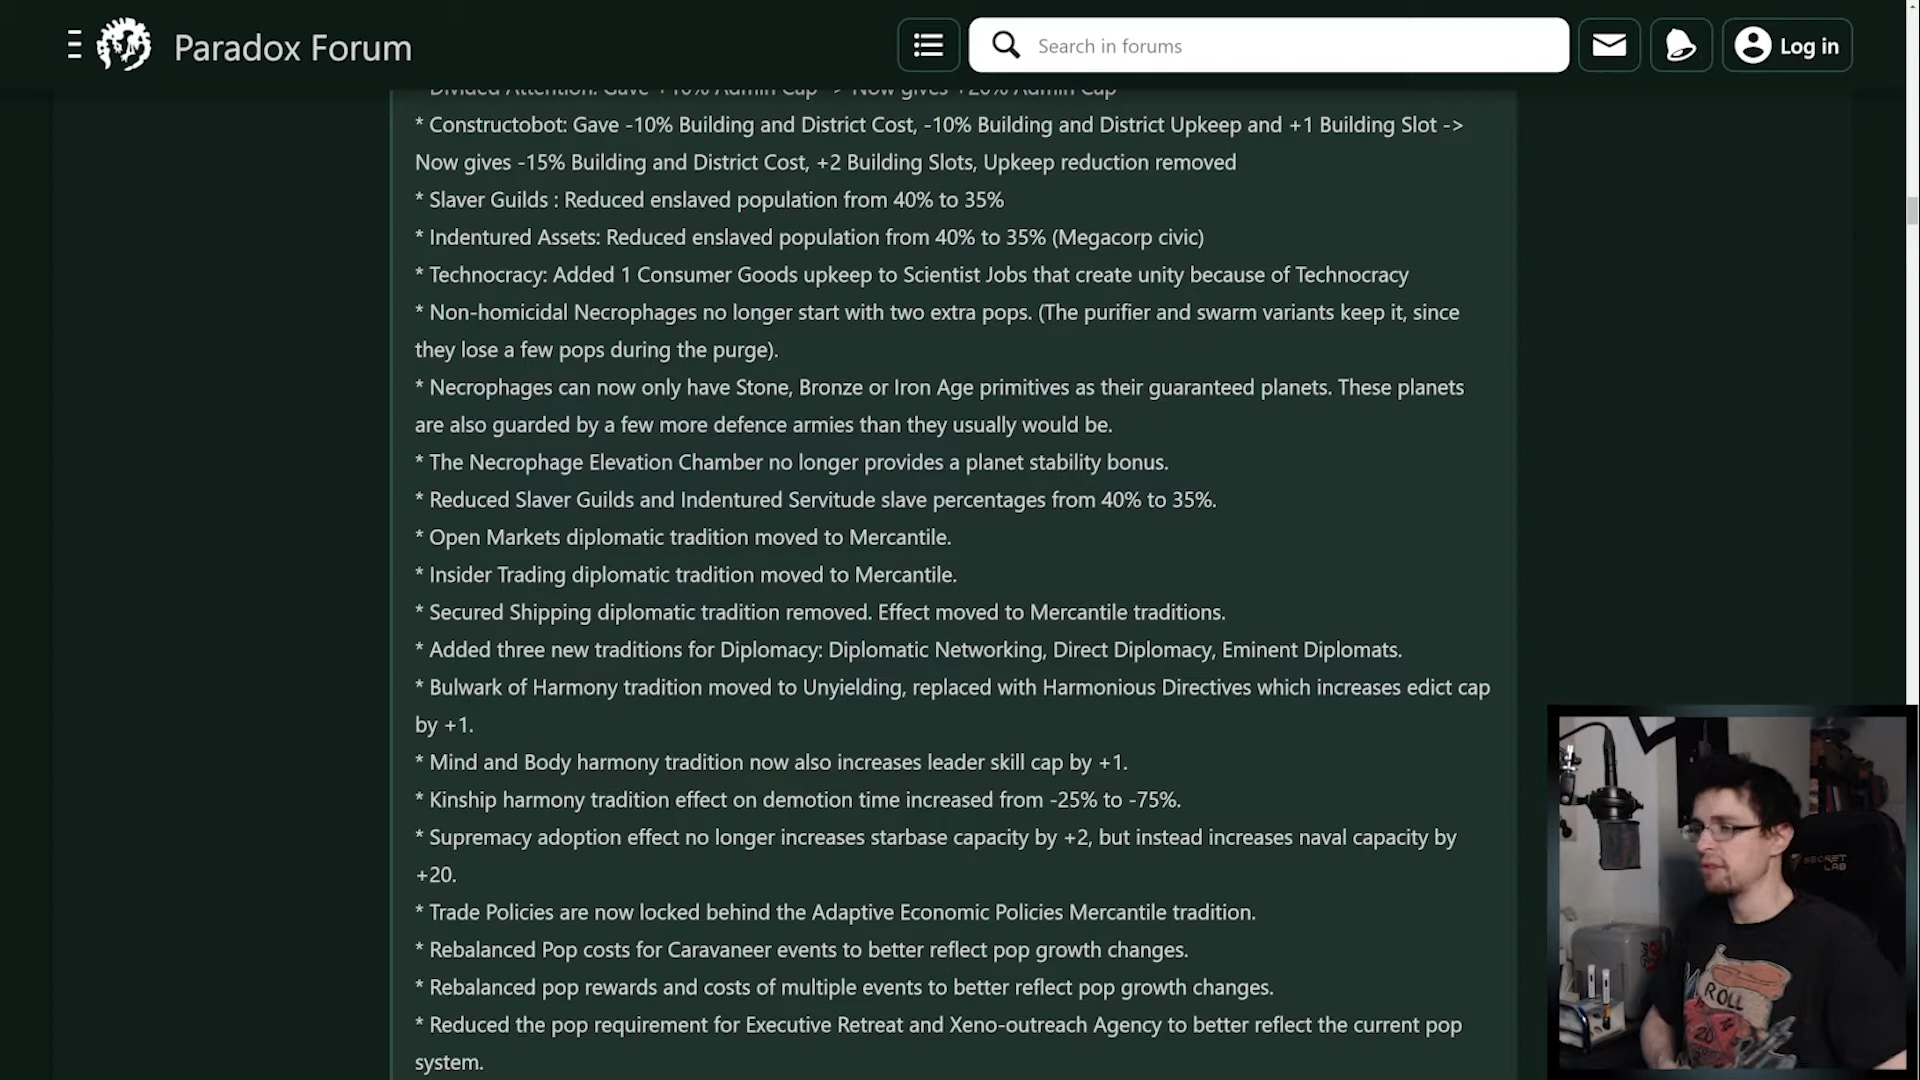 Paradox Forum
Search in forums
Log in
Divided Attention: Gave +10% Admin Cap -> Now gives +20% Admin Cap
* Constructobot: Gave -10% Building and District Cost, -10% Building and District Upkeep and +1 Building Slot ->
Now gives -15% Building and District Cost, +2 Building Slots, Upkeep reduction removed
* Slaver Guilds : Reduced enslaved population from 40% to 35%
* Indentured Assets: Reduced enslaved population from 40% to 35% (Megacorp civic)
* Technocracy: Added 1 Consumer Goods upkeep to Scientist Jobs that create unity because of Technocracy
* Non-homicidal Necrophages no longer start with two extra pops. (The purifier and swarm variants keep it, since
they lose a few pops during the purge).
* Necrophages can now only have Stone, Bronze or Iron Age primitives as their guaranteed planets. These planets
are also guarded by a few more defence armies than they usually would be.
* The Necrophage Elevation Chamber no longer provides a planet stability bonus.
* Reduced Slaver Guilds and Indentured Servitude slave percentages from 40% to 35%.
* Open Markets diplomatic tradition moved to Mercantile.
* Insider Trading diplomatic tradition moved to Mercantile.
* Secured Shipping diplomatic tradition removed. Effect moved to Mercantile traditions.
* Added three new traditions for Diplomacy: Diplomatic Networking, Direct Diplomacy, Eminent Diplomats.
* Bulwark of Harmony tradition moved to Unyielding, replaced with Harmonious Directives which increases edict cap
by +1.
* Mind and Body harmony tradition now also increases leader skill cap by +1.
* Kinship harmony tradition effect on demotion time increased from -25% to -75%.
* Supremacy adoption effect no longer increases starbase capacity by +2, but instead increases naval capacity by
+20.
* Trade Policies are now locked behind the Adaptive Economic Policies Mercantile tradition.
* Rebalanced Pop costs for Caravaneer events to better reflect pop growth changes.
* Rebalanced pop rewards and costs of multiple events to better reflect pop growth changes.
* Reduced the pop requirement for Executive Retreat and Xeno-outreach Agency to better reflect the current pop
system.
SECRET
LAB
ROLL
20